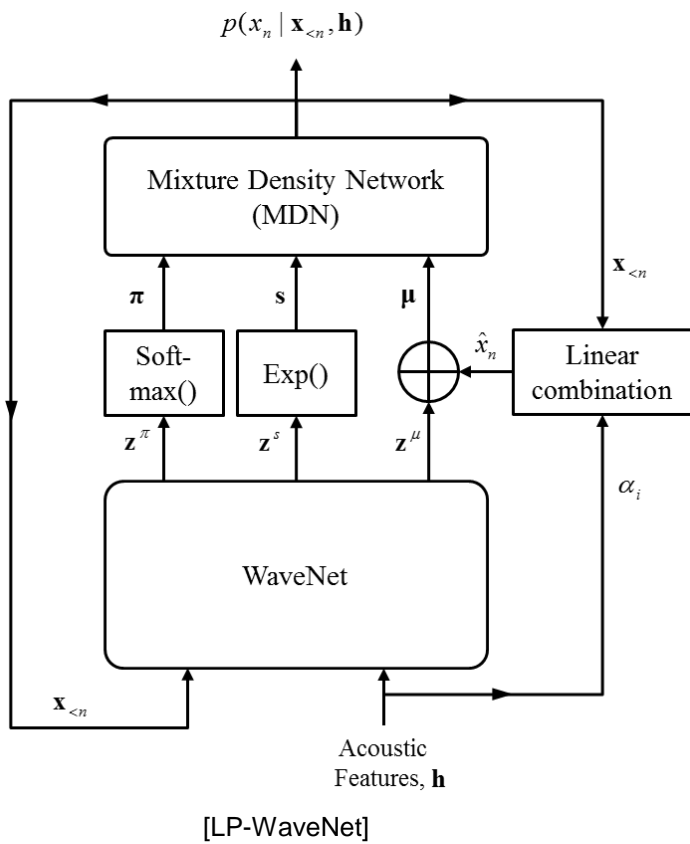 p(x_n | x_{<n}, h)
Mixture Density Network
(MDN)
π
s
μ
x_{<n}
Soft-
max()
Exp()
x̂_n
Linear
combination
z^π
z^s
z^μ
α_i
WaveNet
x_{<n}
Acoustic
Features, h
[LP-WaveNet]